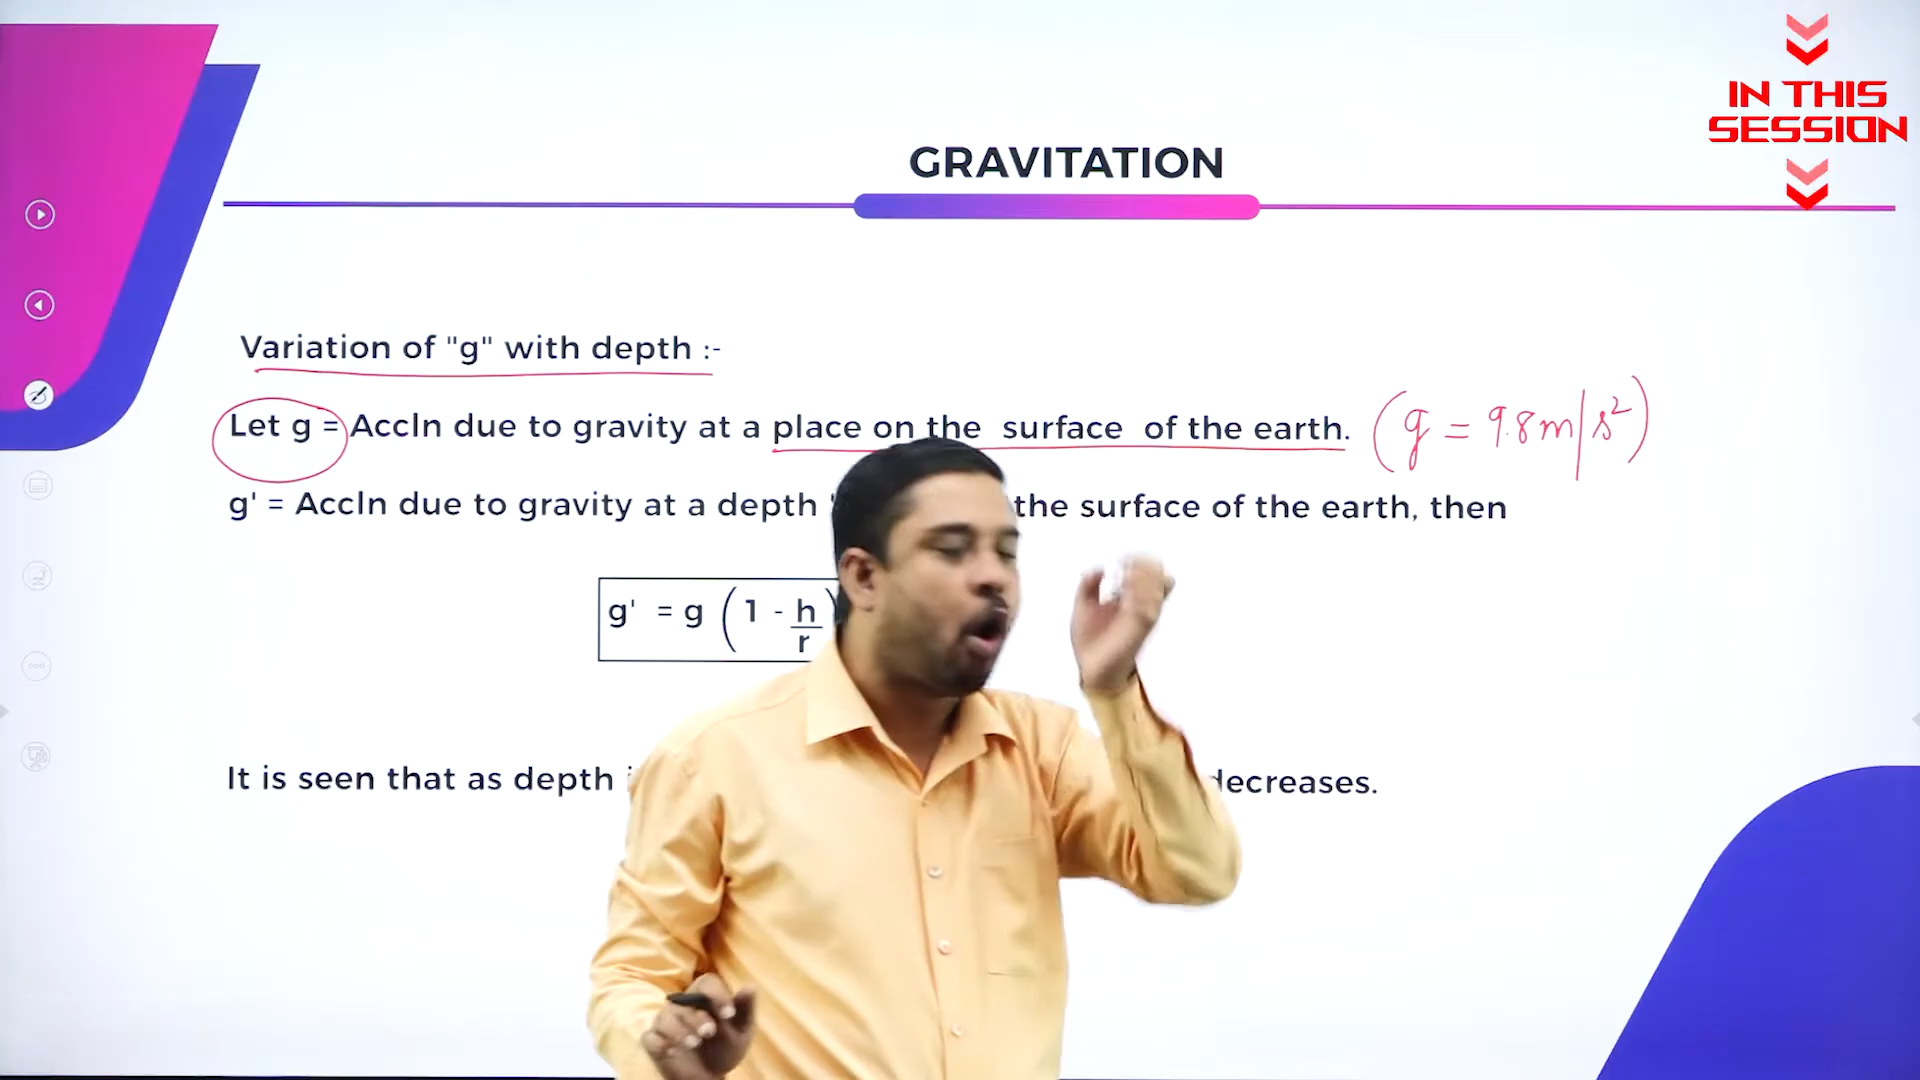 IN THIS
SESSION
GRAVITATION
Variation of "g" with depth :-
Let g = Accln due to gravity at a place on the surface of the earth. (g = 9.8m/s²)
g' = Accln due to gravity at a depth the surface of the earth, then
g' = g (1 - h/r)
It is seen that as depth decreases.